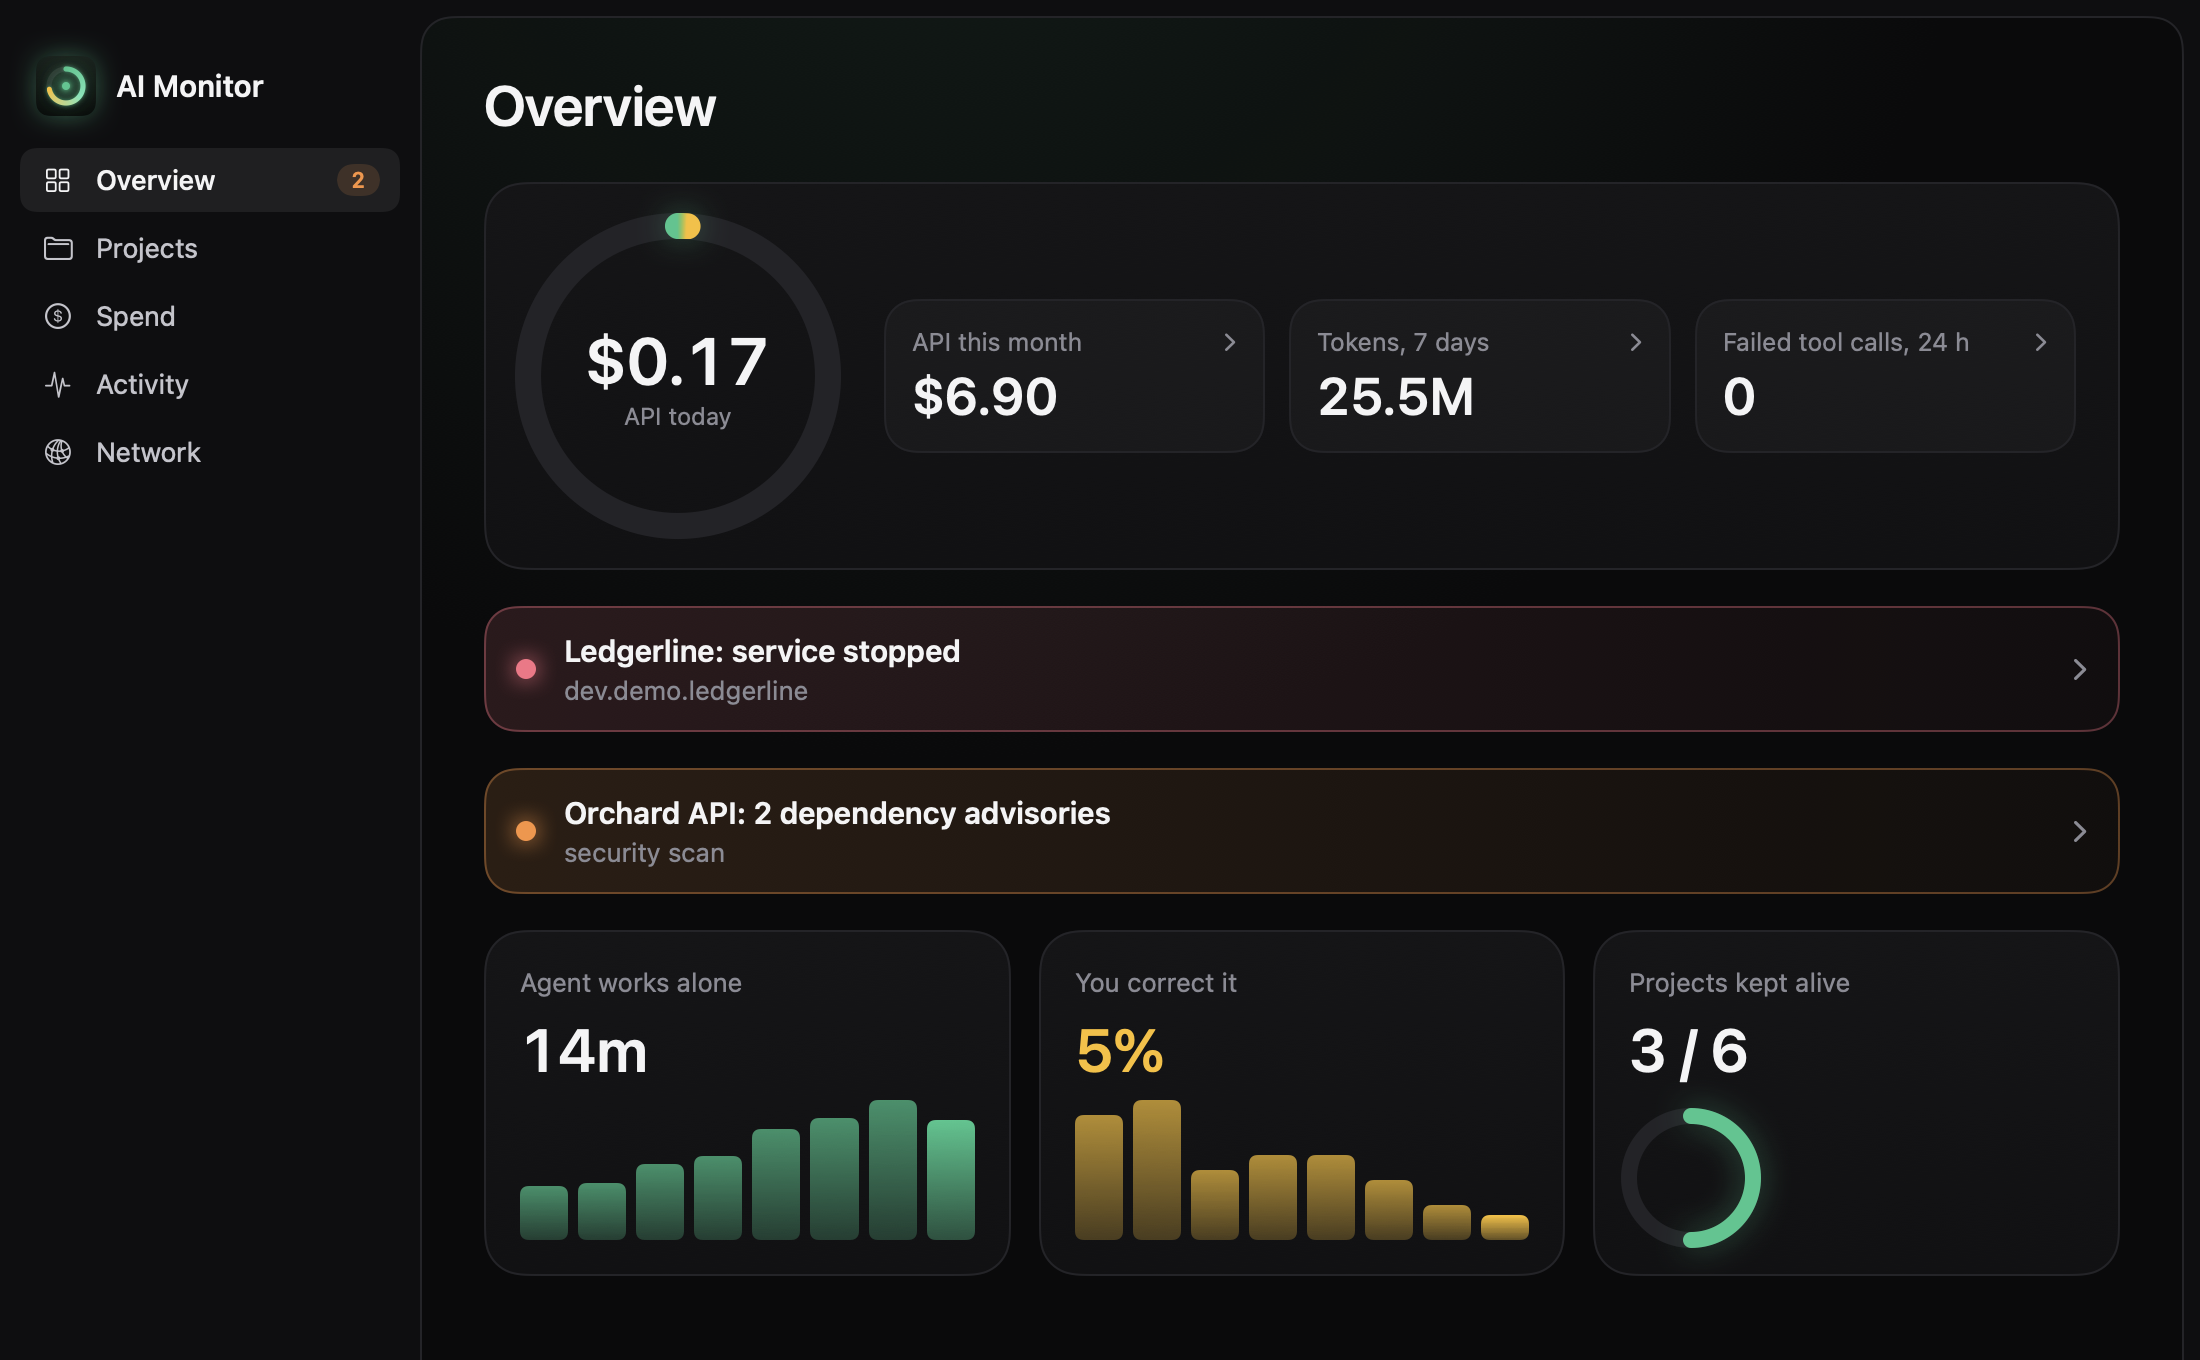 AI Monitor
Overview
2
Projects
Spend
Activity
Network
Overview
$0.17
API today
API this month
$6.90
Tokens, 7 days
25.5M
Failed tool calls, 24 h
0
Ledgerline: service stopped
dev.demo.ledgerline
Orchard API: 2 dependency advisories
security scan
Agent works alone
14m
You correct it
5%
Projects kept alive
3 / 6